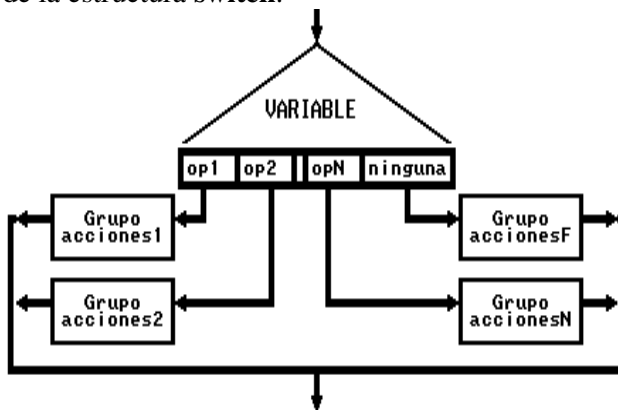 de la estructura switch.
VARIABLE
op1 op2 opN ninguna
Grupo acciones1
Grupo accionesF
Grupo acciones2
Grupo accionesN